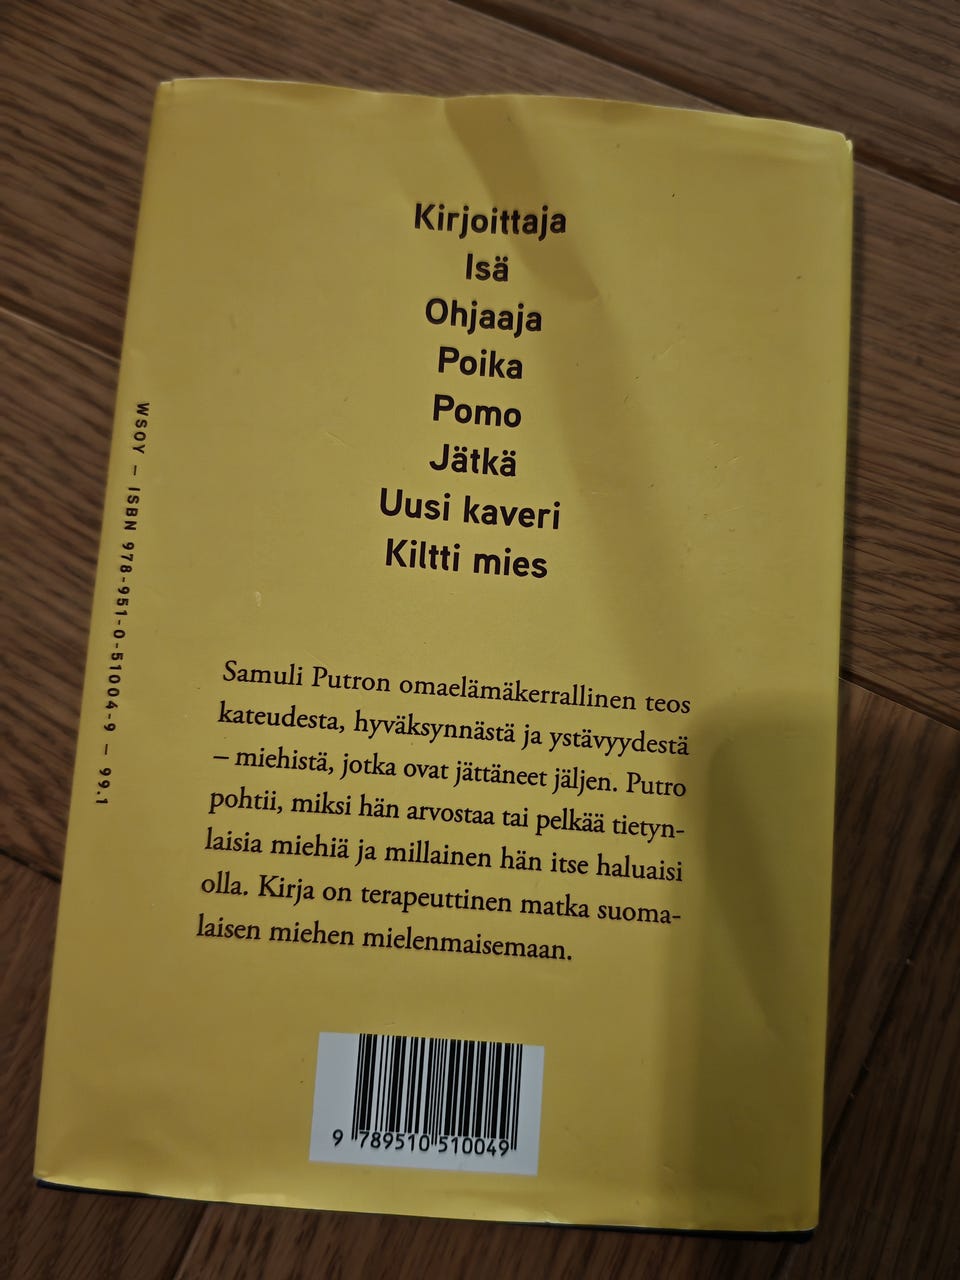 Kirjoittaja
Isä
Ohjaaja
Poika
Pomo
Jätkä
Uusi kaveri
Kiltti mies
WSOY – ISBN 978-951-0-51004-9 – 99.1
Samuli Putron omaelämäkerrallinen teos
kateudesta, hyväksynnästä ja ystävyydestä
– miehistä, jotka ovat jättäneet jäljen. Putro
pohtii, miksi hän arvostaa tai pelkää tietyn-
laisia miehiä ja millainen hän itse haluaisi
olla. Kirja on terapeuttinen matka suoma-
laisen miehen mielenmaisemaan.
9 789510 510049